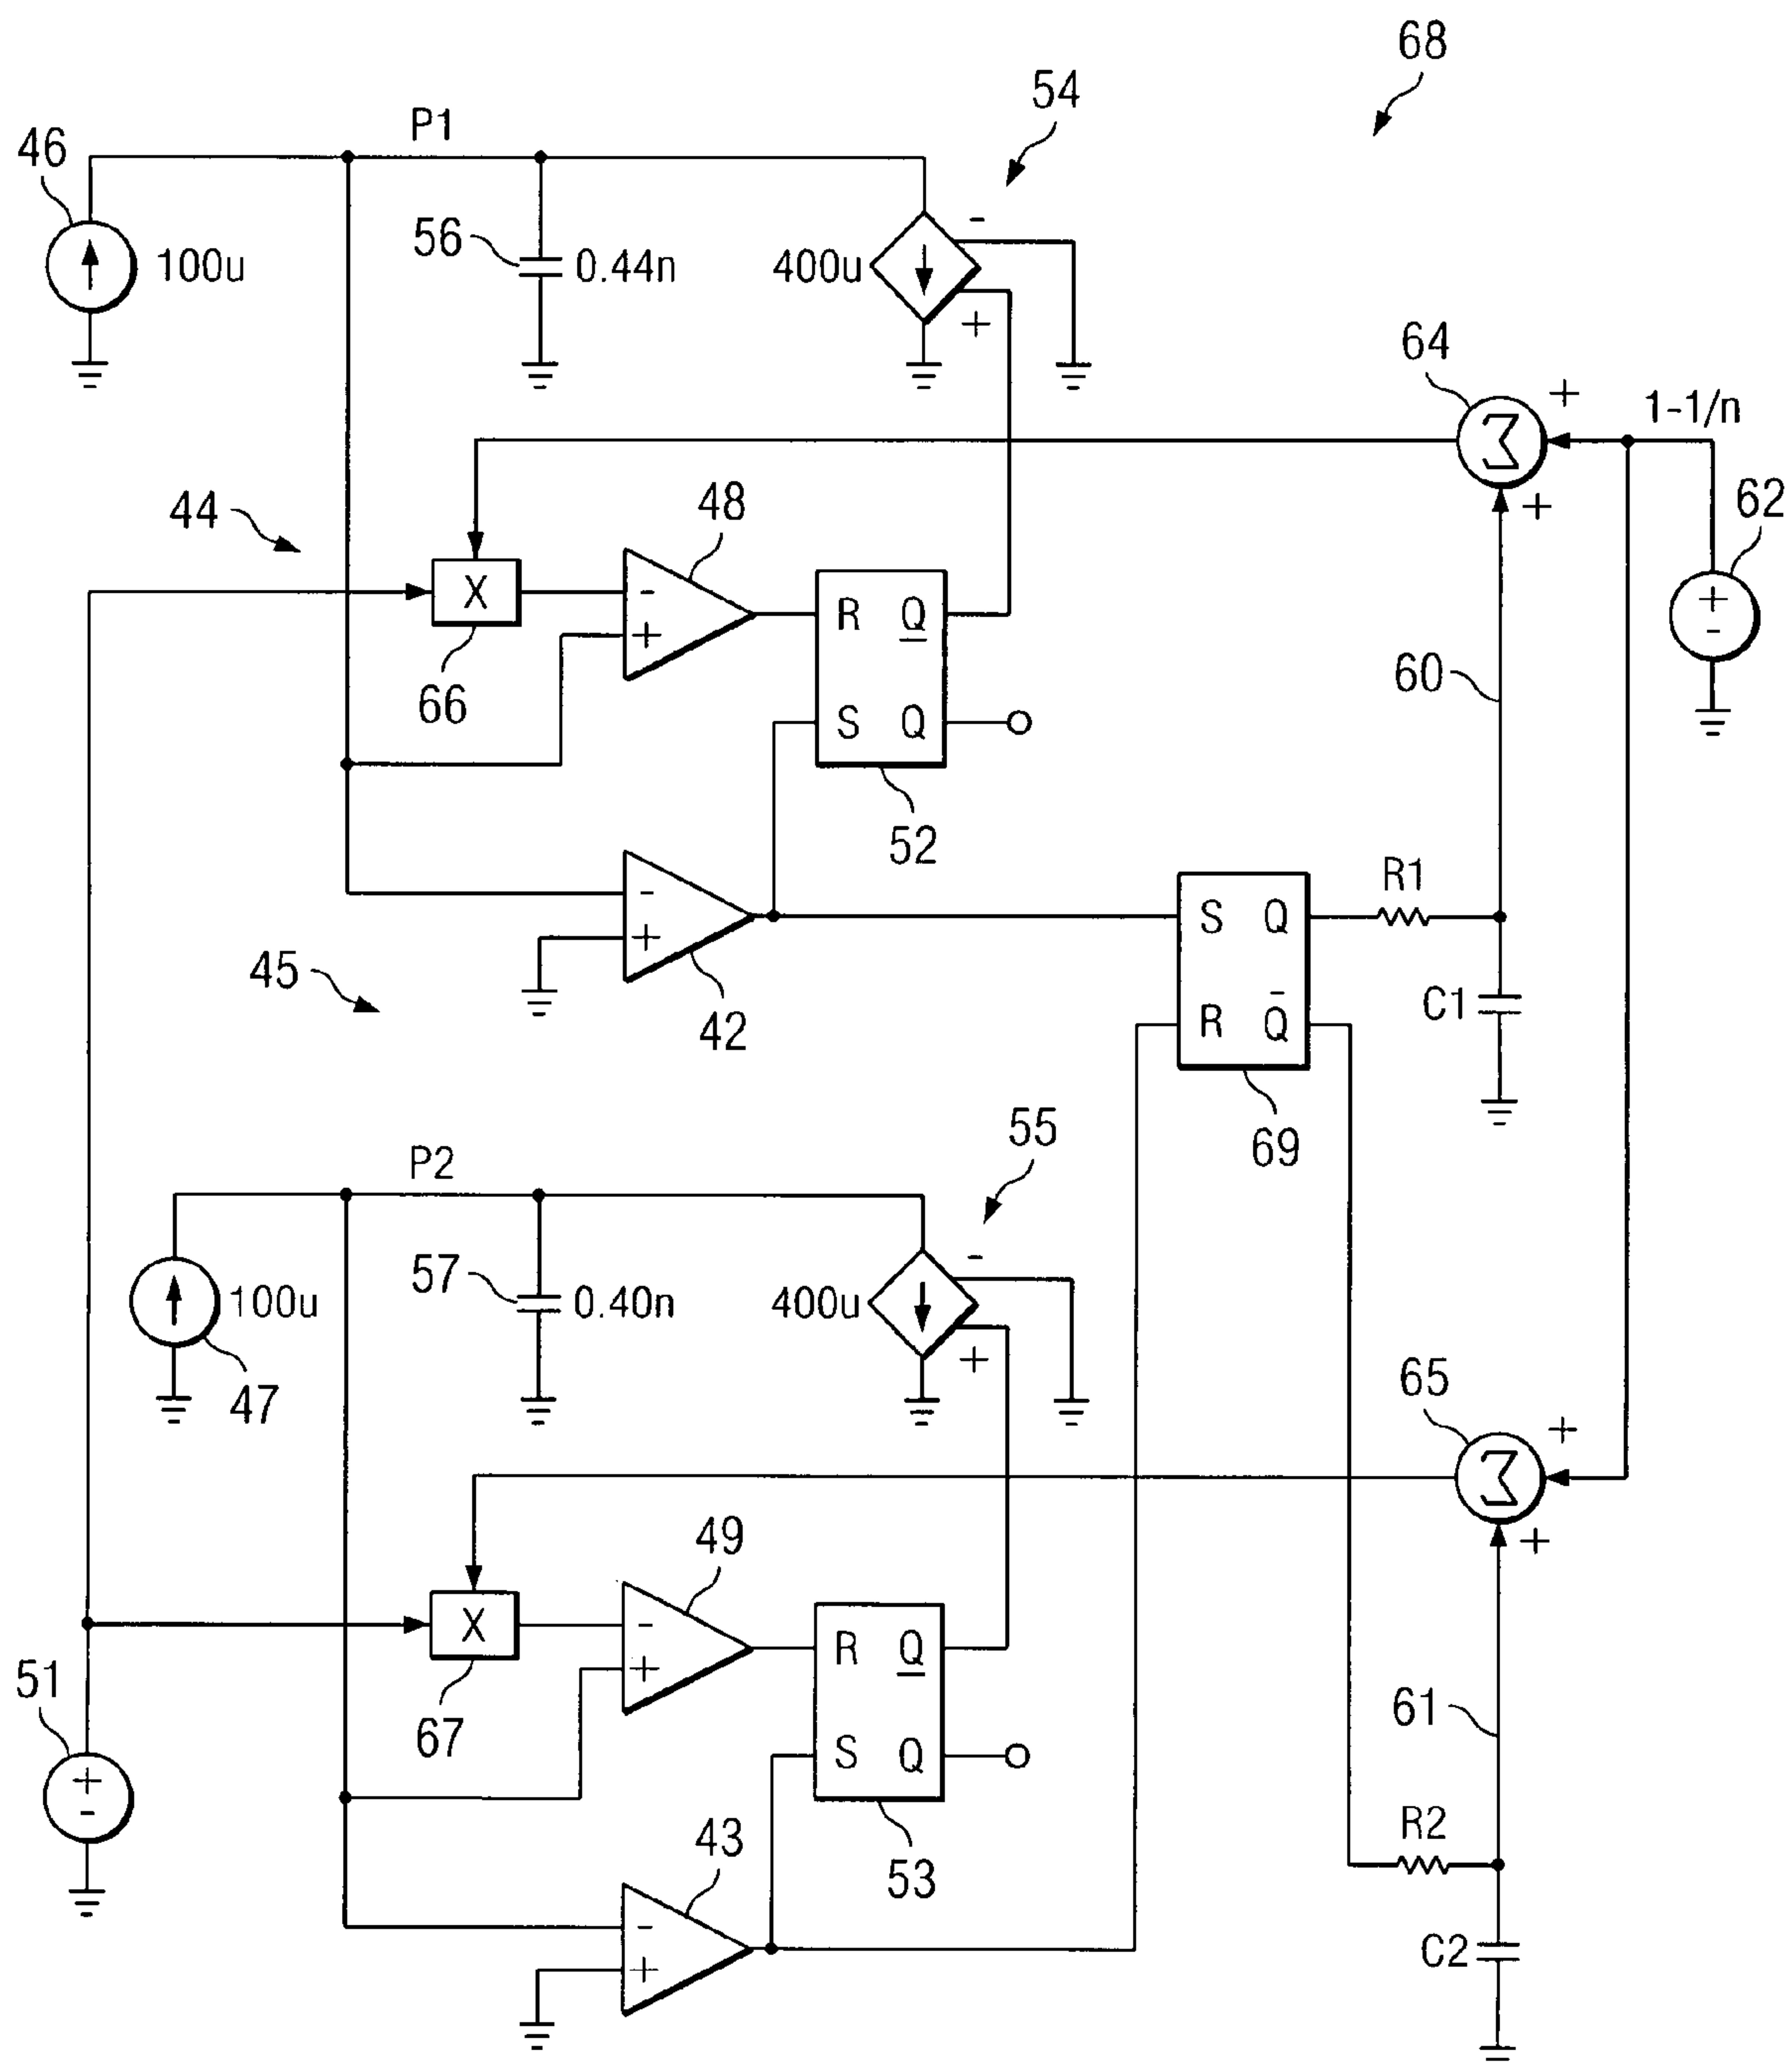 68
54
P1
46
100u
56
0.44n
400u
-
+
64
+
1-1/n
Σ
+
62
+
-
44
48
X
-
+
66
R Q
S Q
52
60
R1
-
+
42
45
S Q
R Q̅
69
C1
55
P2
47
100u
57
0.40n
400u
-
+
65
+
Σ
+
49
X
-
+
67
R Q
S Q
53
51
+
-
43
-
+
61
R2
C2